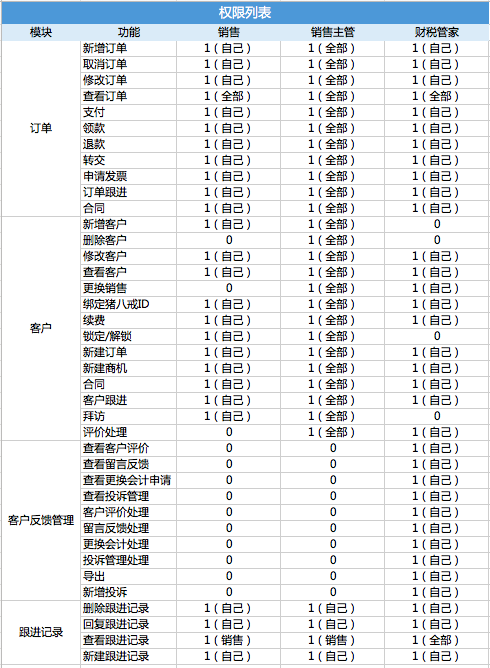 权限列表
模块 功能 销售 销售主管 财税管家
订单 新增订单 1（自己） 1（全部） 1（自己）
取消订单 1（自己） 1（全部） 1（自己）
修改订单 1（自己） 1（全部） 1（自己）
查看订单 1（全部） 1（全部） 1（全部）
支付 1（自己） 1（全部） 1（自己）
领款 1（自己） 1（全部） 1（自己）
退款 1（自己） 1（全部） 1（自己）
转交 1（自己） 1（全部） 1（自己）
申请发票 1（自己） 1（全部） 1（自己）
订单跟进 1（自己） 1（全部） 1（自己）
合同 1（自己） 1（全部） 1（自己）
客户 新增客户 1（自己） 1（全部） 0
删除客户 0 1（全部） 0
修改客户 1（自己） 1（全部） 1（自己）
查看客户 1（自己） 1（全部） 1（自己）
更换销售 0 1（全部） 1（自己）
绑定猪八戒ID 1（自己） 1（全部） 1（自己）
续费 1（自己） 1（全部） 1（自己）
锁定/解锁 1（自己） 1（全部） 0
新建订单 1（自己） 1（全部） 1（自己）
新建商机 1（自己） 1（全部） 1（自己）
合同 1（自己） 1（全部） 1（自己）
客户跟进 1（自己） 1（全部） 1（自己）
拜访 1（自己） 1（全部） 0
评价处理 0 1（全部） 1（自己）
客户反馈管理 查看客户评价 0 0 1（自己）
查看留言反馈 0 0 1（自己）
查看更换会计申请 0 0 1（自己）
查看投诉管理 0 0 1（自己）
客户评价处理 0 0 1（自己）
留言反馈处理 0 0 1（自己）
更换会计处理 0 0 1（自己）
投诉管理处理 0 0 1（自己）
导出 0 0 1（自己）
新增投诉 0 0 1（自己）
跟进记录 删除跟进记录 1（自己） 1（自己） 1（自己）
回复跟进记录 1（自己） 1（自己） 1（自己）
查看跟进记录 1（销售） 1（销售） 1（全部）
新建跟进记录 1（自己） 1（自己） 1（自己）